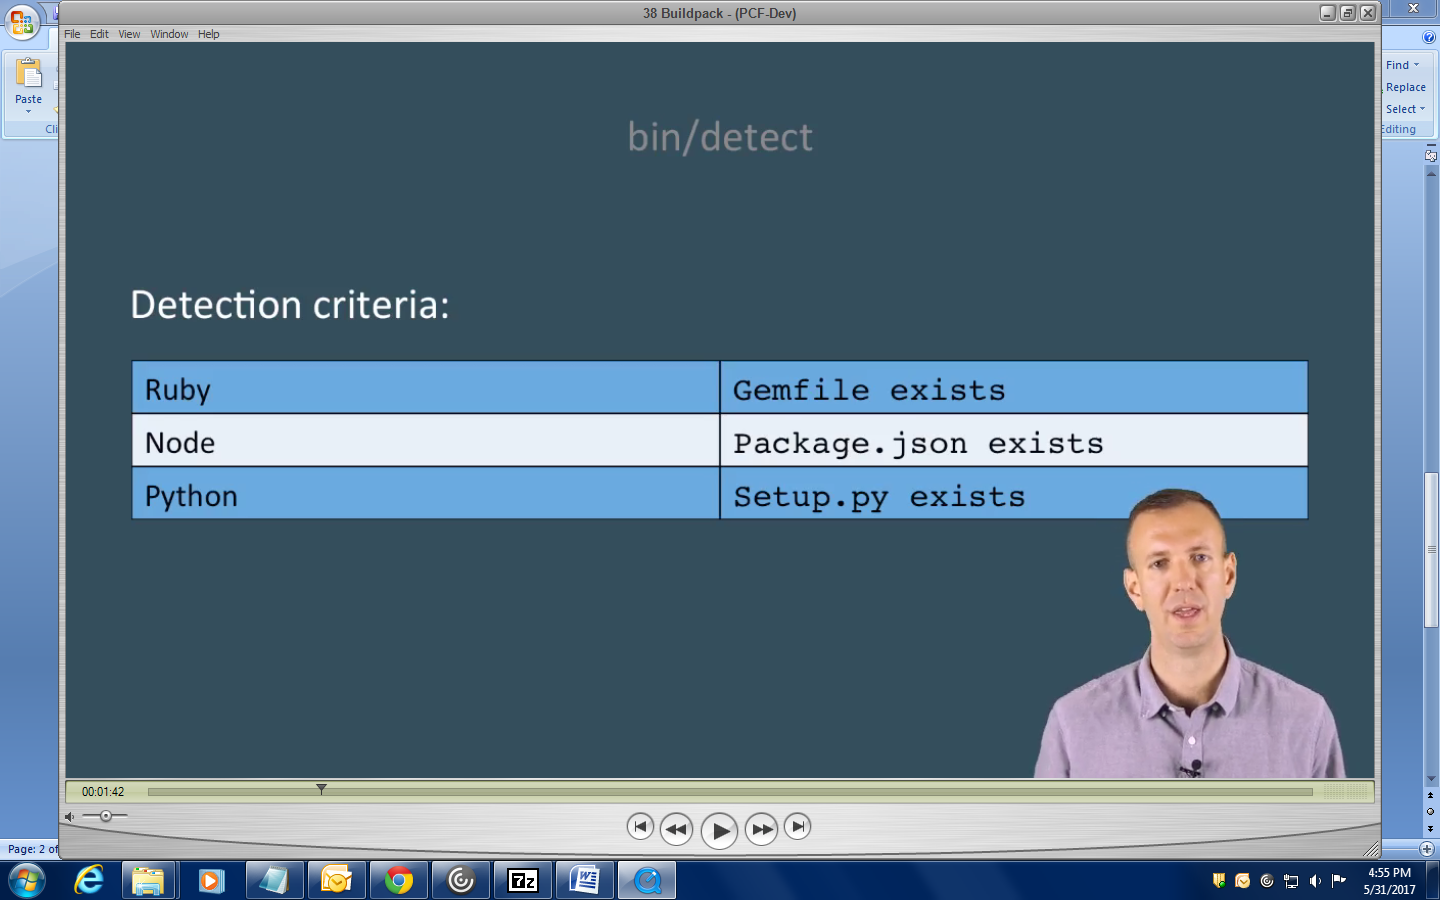 38 Buildpack - (PCF-Dev)
File Edit View Window Help
Find
Paste
Replace
Select
Cli
Editing
bin/detect
Detection criteria:
Ruby Gemfile exists
Node Package.json exists
Python Setup.py exists
00:01:42
Page: 2 of
7z
4:55 PM
5/31/2017